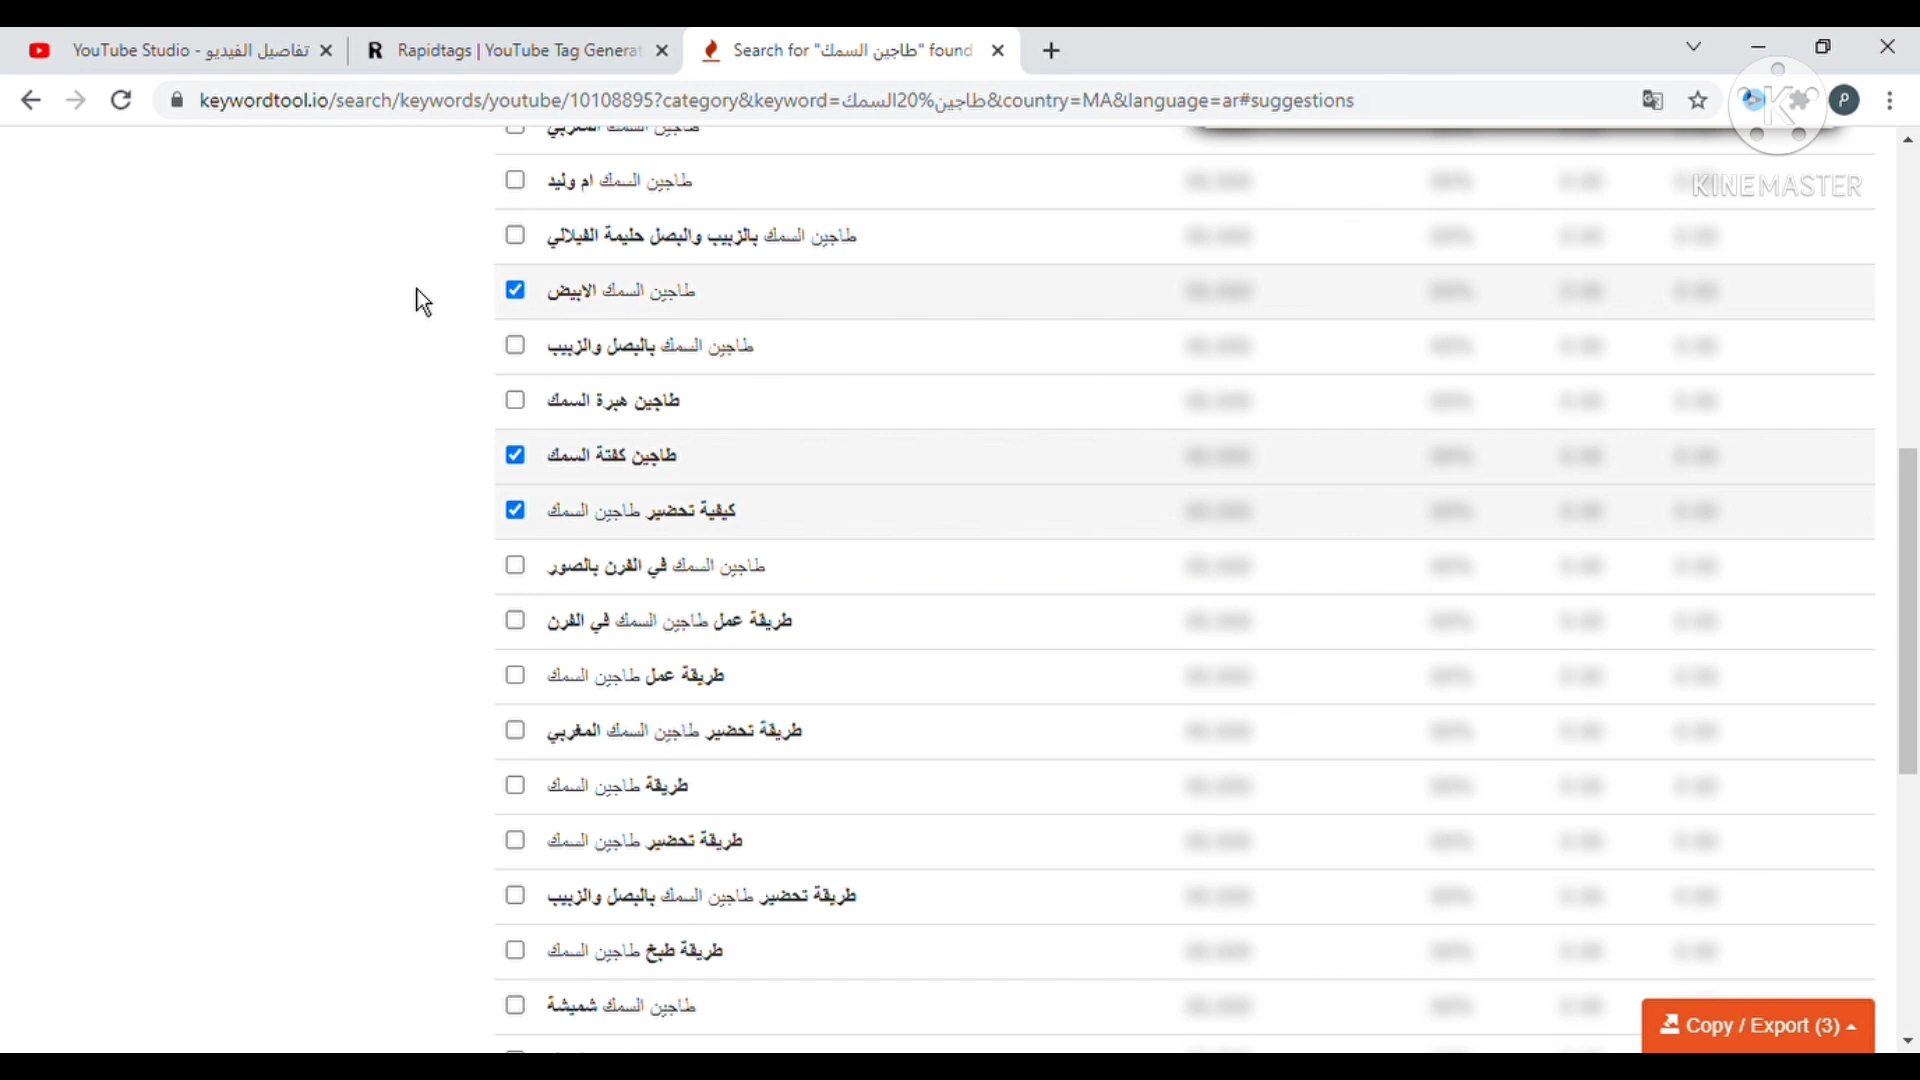 YouTube Studio - تفاصيل الفيديو
Rapidtags | YouTube Tag Genera
Search for "طاجين السمك" found
keywordtool.io/search/keywords/youtube/10108895?category&keyword=طاجين%20السمك&country=MA&language=ar#suggestions
P
K
KINEMASTER
طاجين السمك المغربي
طاجين السمك ام وليد
طاجين السمك بالزبيب والبصل حليمة الفيلالي
طاجين السمك الابيض
طاجين السمك بالبصل والزبيب
طاجين هبرة السمك
طاجين كفتة السمك
كيفية تحضير طاجين السمك
طاجين السمك في الفرن بالصور
طريقة عمل طاجين السمك في الفرن
طريقة عمل طاجين السمك
طريقة تحضير طاجين السمك المغربي
طريقة طاجين السمك
طريقة تحضير طاجين السمك
طريقة تحضير طاجين السمك بالبصل والزبيب
طريقة طبخ طاجين السمك
طاجين السمك شميشة
Copy / Export (3)